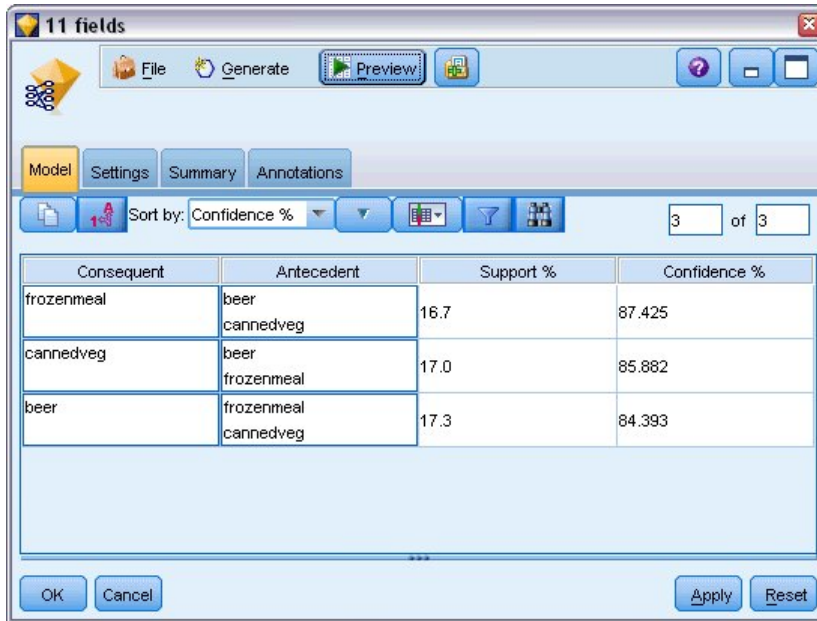 11 fields
File Generate Preview
Model Settings Summary Annotations
Sort by: Confidence % 3 of 3
Consequent Antecedent Support % Confidence %
frozenmeal beer 16.7 87.425
cannedveg
cannedveg beer 17.0 85.882
frozenmeal
beer frozenmeal 17.3 84.393
cannedveg
OK Cancel Apply Reset